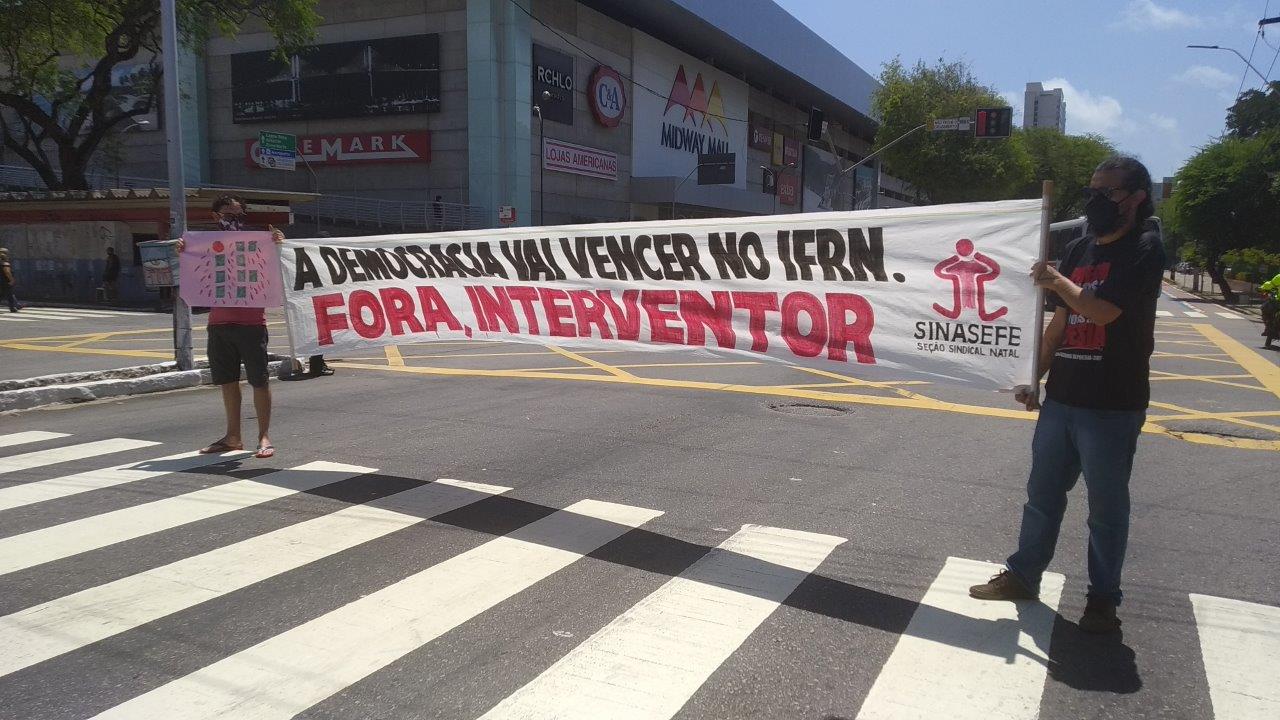 RCHLO
C&A
MIDWAY MALL
LOJAS AMERICANAS
A DEMOCRACIA VAI VENCER NO IFRN.
FORA, INTERVENTOR
SINASEFE
SEÇÃO SINDICAL NATAL